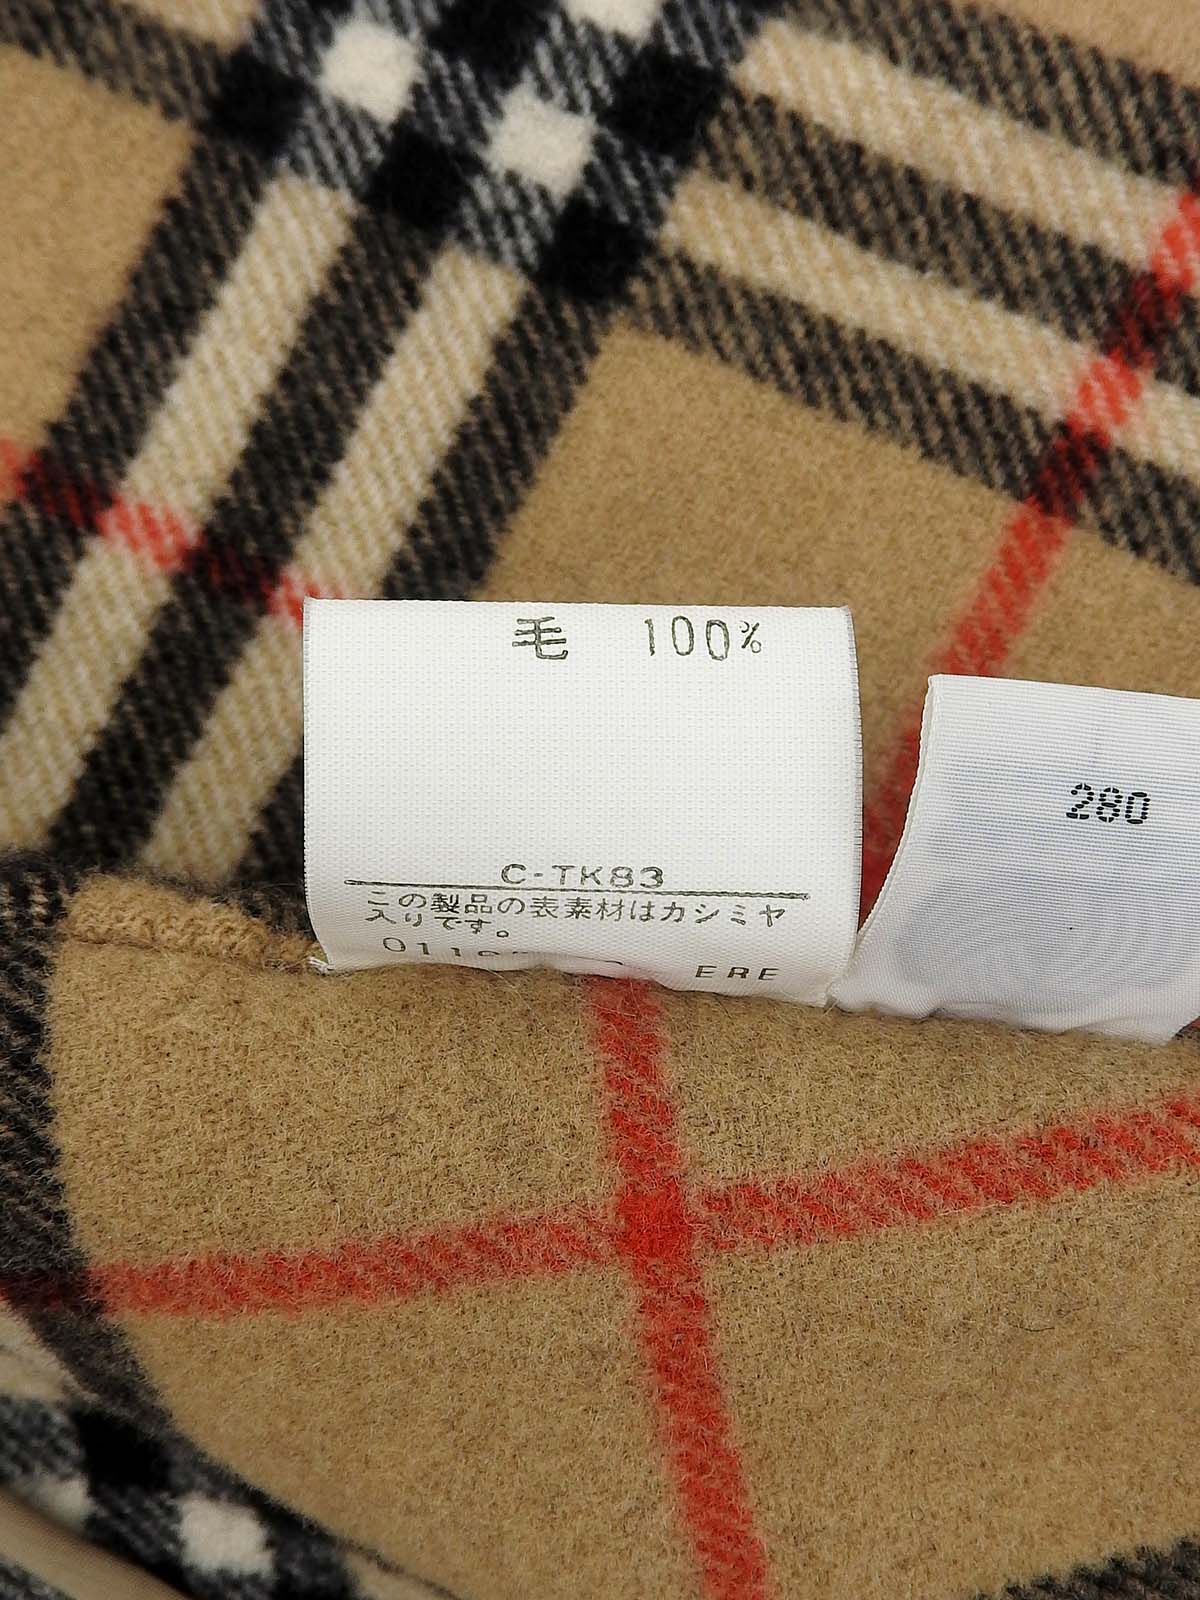 毛 100%
C-TK83
この製品の表素材はカシミヤ
入りです。
ERE
280